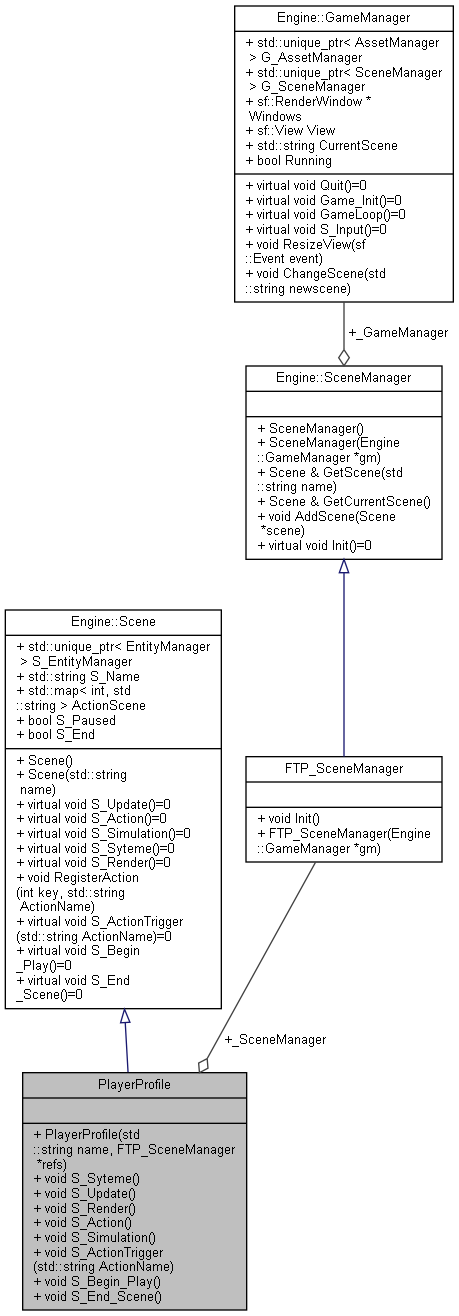 Engine::GameManager
+ std::unique_ptr< AssetManager
> G_AssetManager
+ std::unique_ptr< SceneManager
> G_SceneManager
+ sf::RenderWindow *
Windows
+ sf::View View
+ std::string CurrentScene
+ bool Running
+ virtual void Quit()=0
+ virtual void Game_Init()=0
+ virtual void GameLoop()=0
+ virtual void S_Input()=0
+ void ResizeView(sf
::Event event)
+ void ChangeScene(std
::string newscene)
+_GameManager
Engine::SceneManager
+ SceneManager()
+ SceneManager(Engine
::GameManager *gm)
+ Scene & GetScene(std
::string name)
+ Scene & GetCurrentScene()
+ void AddScene(Scene
*scene)
+ virtual void Init()=0
Engine::Scene
+ std::unique_ptr< EntityManager
> S_EntityManager
+ std::string S_Name
+ std::map< int, std
::string > ActionScene
+ bool S_Paused
+ bool S_End
+ Scene()
+ Scene(std::string
name)
+ virtual void S_Update()=0
+ virtual void S_Action()=0
+ virtual void S_Simulation()=0
+ virtual void S_Syteme()=0
+ virtual void S_Render()=0
+ void RegisterAction
(int key, std::string
ActionName)
+ virtual void S_ActionTrigger
(std::string ActionName)=0
+ virtual void S_Begin
_Play()=0
+ virtual void S_End
_Scene()=0
FTP_SceneManager
+ void Init()
+ FTP_SceneManager(Engine
::GameManager *gm)
+_SceneManager
PlayerProfile
+ PlayerProfile(std
::string name, FTP_SceneManager
*refs)
+ void S_Syteme()
+ void S_Update()
+ void S_Render()
+ void S_Action()
+ void S_Simulation()
+ void S_ActionTrigger
(std::string ActionName)
+ void S_Begin_Play()
+ void S_End_Scene()